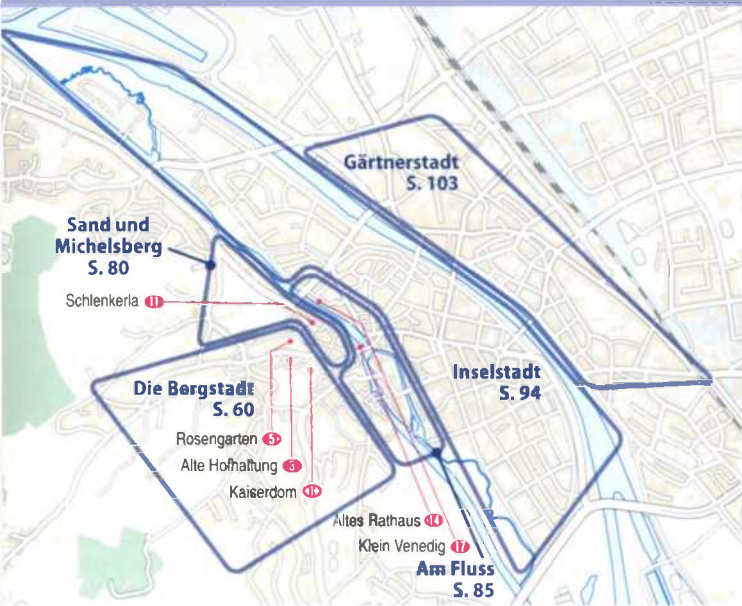 Gärtnerstadt
S. 103
Sand und
Michelsberg
S. 80
Schlenkerla 11
Inselstadt
S. 94
Die Bergstadt
S. 60
Rosengarten 5
Alte Hofhaltung 3
Kaiserdom 1
Altes Rathaus 14
Klein Venedig 17
Am Fluss
S. 85